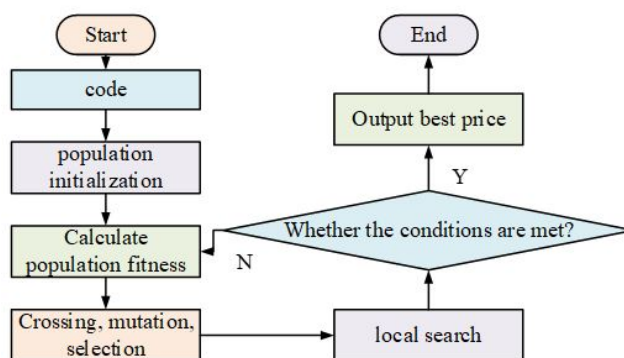 Start
code
population
initialization
Calculate
population fitness
Crossing, mutation,
selection
local search
Whether the conditions are met?
N
Y
Output best price
End